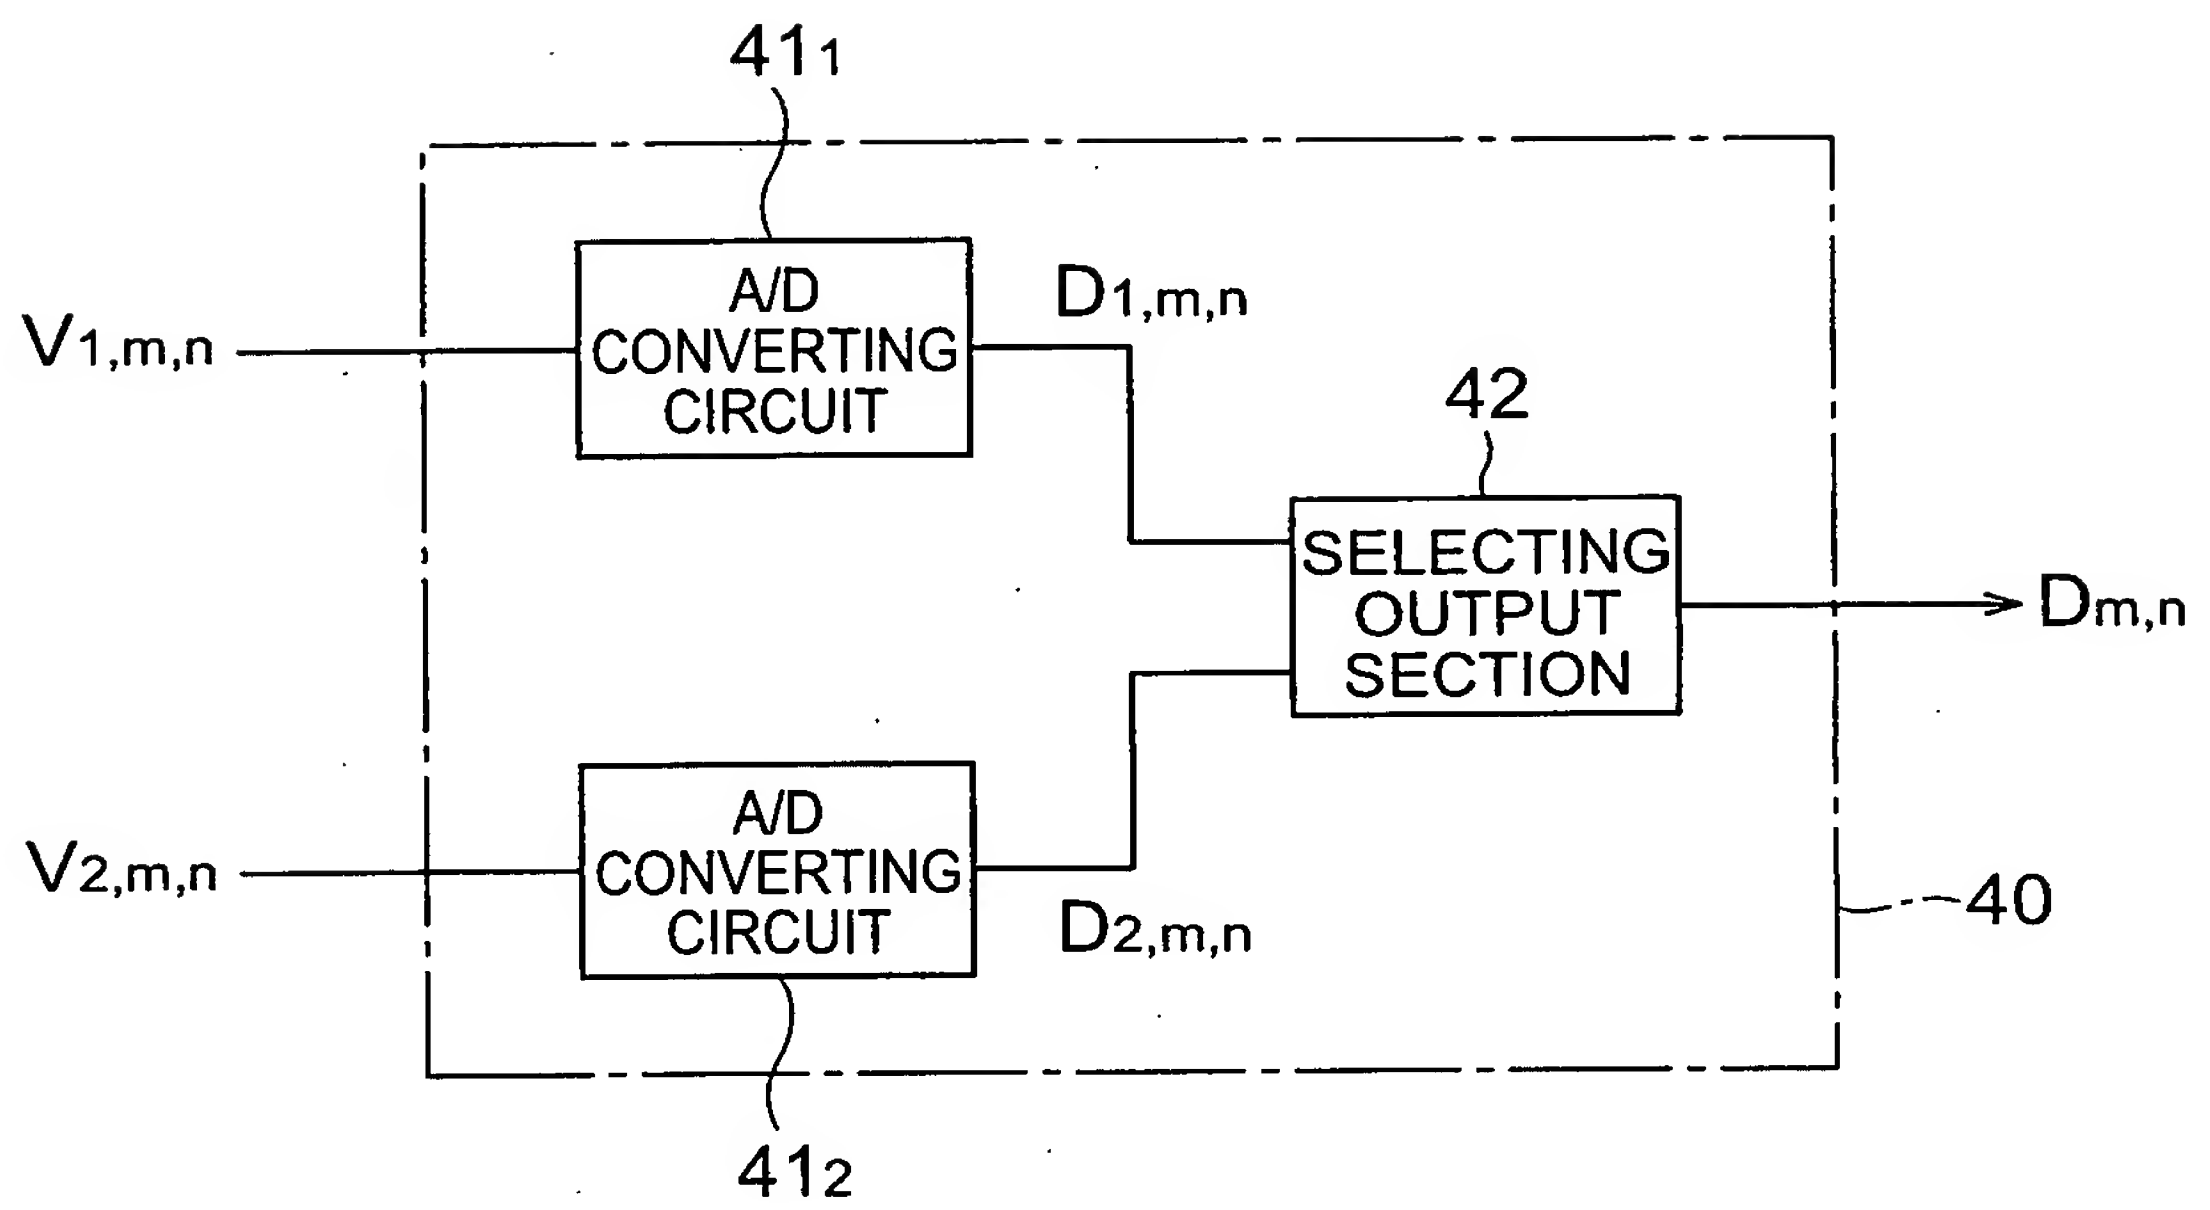 41₁
A/D
CONVERTING
CIRCUIT
V1,m,n
D1,m,n
42
SELECTING
OUTPUT
SECTION
Dm,n
A/D
CONVERTING
CIRCUIT
V2,m,n
D2,m,n
40
41₂